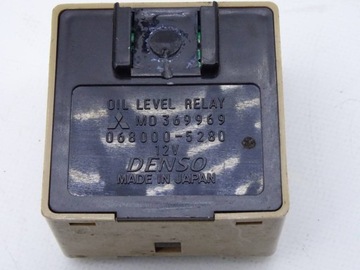 OIL LEVEL RELAY
MD369969
068000-5280
12V
DENSO
MADE IN JAPAN